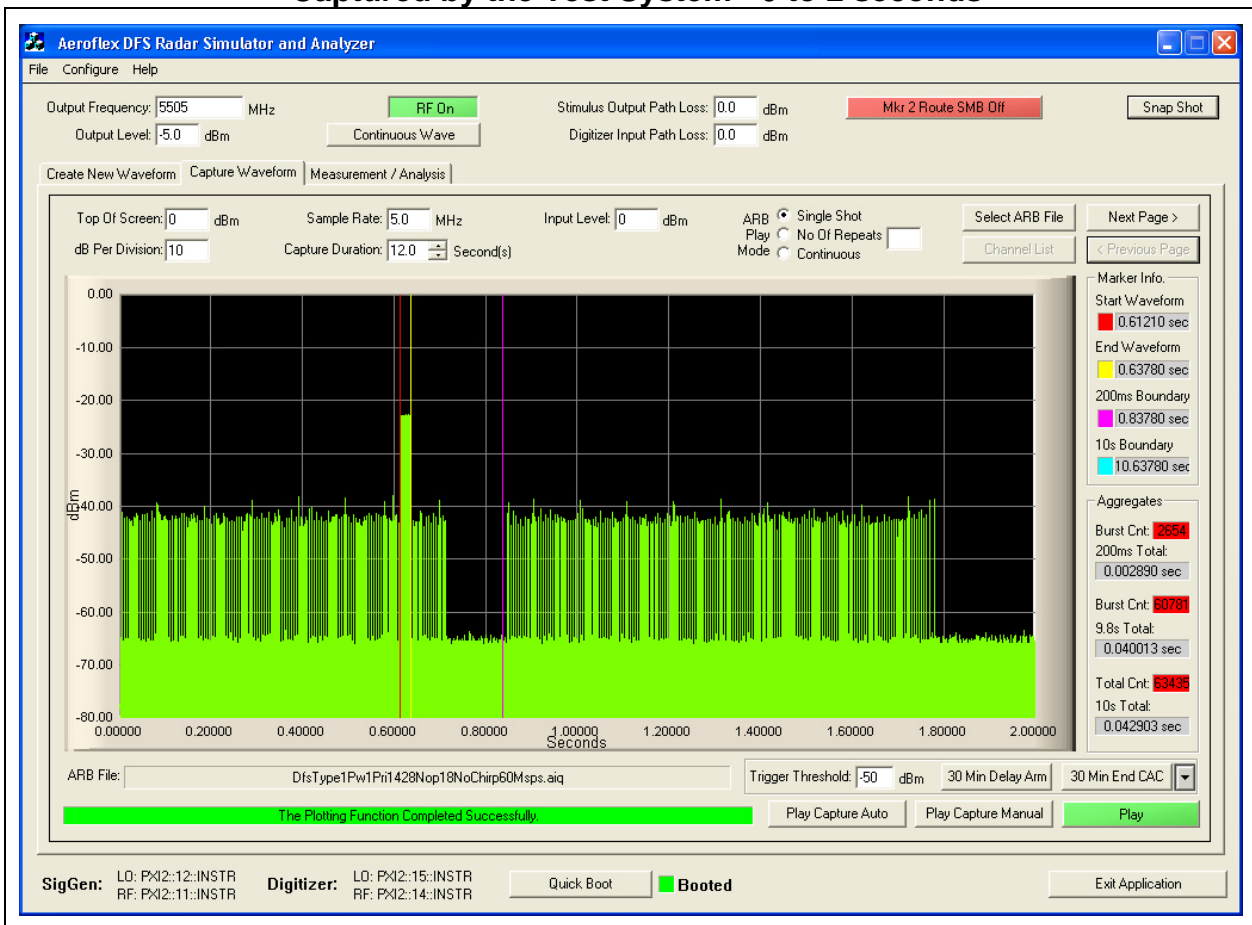 Aeroflex DFS Radar Simulator and Analyzer
File Configure Help
Output Frequency: 5505 MHz RF On Stimulus Output Path Loss: 0.0 dBm Mkr 2 Route SMB Off Snap Shot
Output Level: -5.0 dBm Continuous Wave Digitizer Input Path Loss: 0.0 dBm
Create New Waveform Capture Waveform Measurement / Analysis
Top Of Screen: 0 dBm Sample Rate: 5.0 MHz Input Level: 0 dBm ARB Play Mode Single Shot Select ARB File Next Page >
No Of Repeats
dB Per Division: 10 Capture Duration: 12.0 Second(s) Continuous Channel List < Previous Page
Marker Info.
Start Waveform
0.61210 sec
End Waveform
0.63780 sec
200ms Boundary
0.83780 sec
10s Boundary
10.63780 sec
Aggregates
Burst Cnt: 2654
200ms Total:
0.002890 sec
Burst Cnt: 60781
9.8s Total:
0.040013 sec
Total Cnt: 63435
10s Total:
0.042903 sec
0.00
-10.00
-20.00
-30.00
-40.00
-50.00
-60.00
-70.00
-80.00
dBm
0.00000 0.20000 0.40000 0.60000 0.80000 1.00000 1.20000 1.40000 1.60000 1.80000 2.00000
Seconds
ARB File: DfsType1Pw1Pri1428Nop18NoChirp60Msps.aiq Trigger Threshold: -50 dBm 30 Min Delay Arm 30 Min End CAC
The Plotting Function Completed Successfully. Play Capture Auto Play Capture Manual Play
SigGen: LO: PXI2::12::INSTR Digitizer: LO: PXI2::15::INSTR Quick Boot Booted Exit Application
RF: PXI2::11::INSTR RF: PXI2::14::INSTR